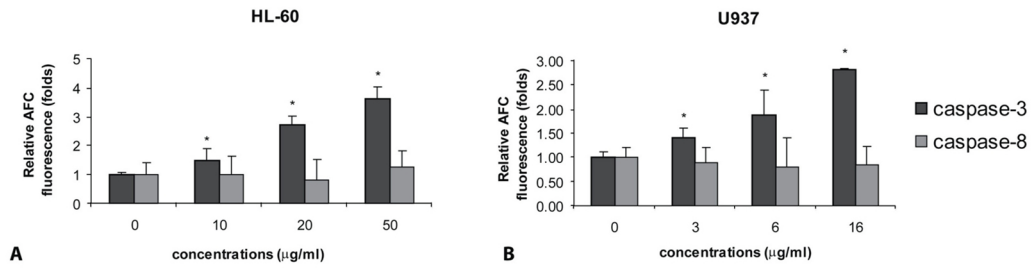 HL-60
Relative AFC
fluorescence (folds)
5
4
3
2
1
0
*
*
*
0 10 20 50
concentrations (µg/ml)
A
U937
Relative AFC
fluorescence (folds)
3.00
2.50
2.00
1.50
1.00
0.50
0.00
*
*
*
0 3 6 16
concentrations (µg/ml)
B
caspase-3
caspase-8